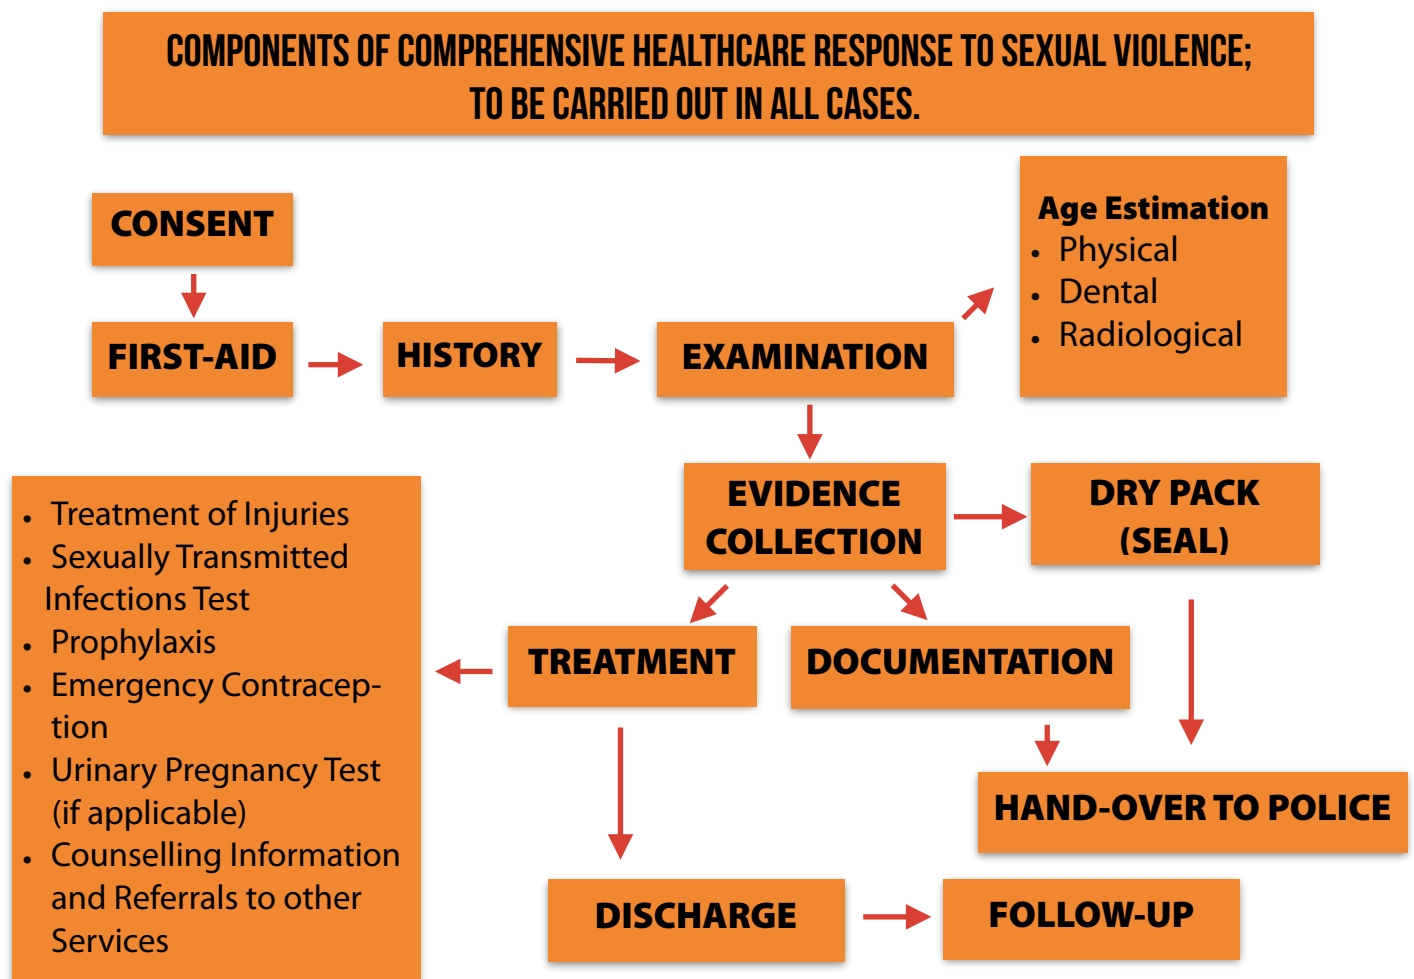 COMPONENTS OF COMPREHENSIVE HEALTHCARE RESPONSE TO SEXUAL VIOLENCE;
TO BE CARRIED OUT IN ALL CASES.
CONSENT
FIRST-AID
HISTORY
EXAMINATION
Age Estimation
• Physical
• Dental
• Radiological
EVIDENCE
COLLECTION
DRY PACK
(SEAL)
TREATMENT
DOCUMENTATION
• Treatment of Injuries
• Sexually Transmitted
Infections Test
• Prophylaxis
• Emergency Contracep-
tion
• Urinary Pregnancy Test
(if applicable)
• Counselling Information
and Referrals to other
Services
HAND-OVER TO POLICE
DISCHARGE
FOLLOW-UP